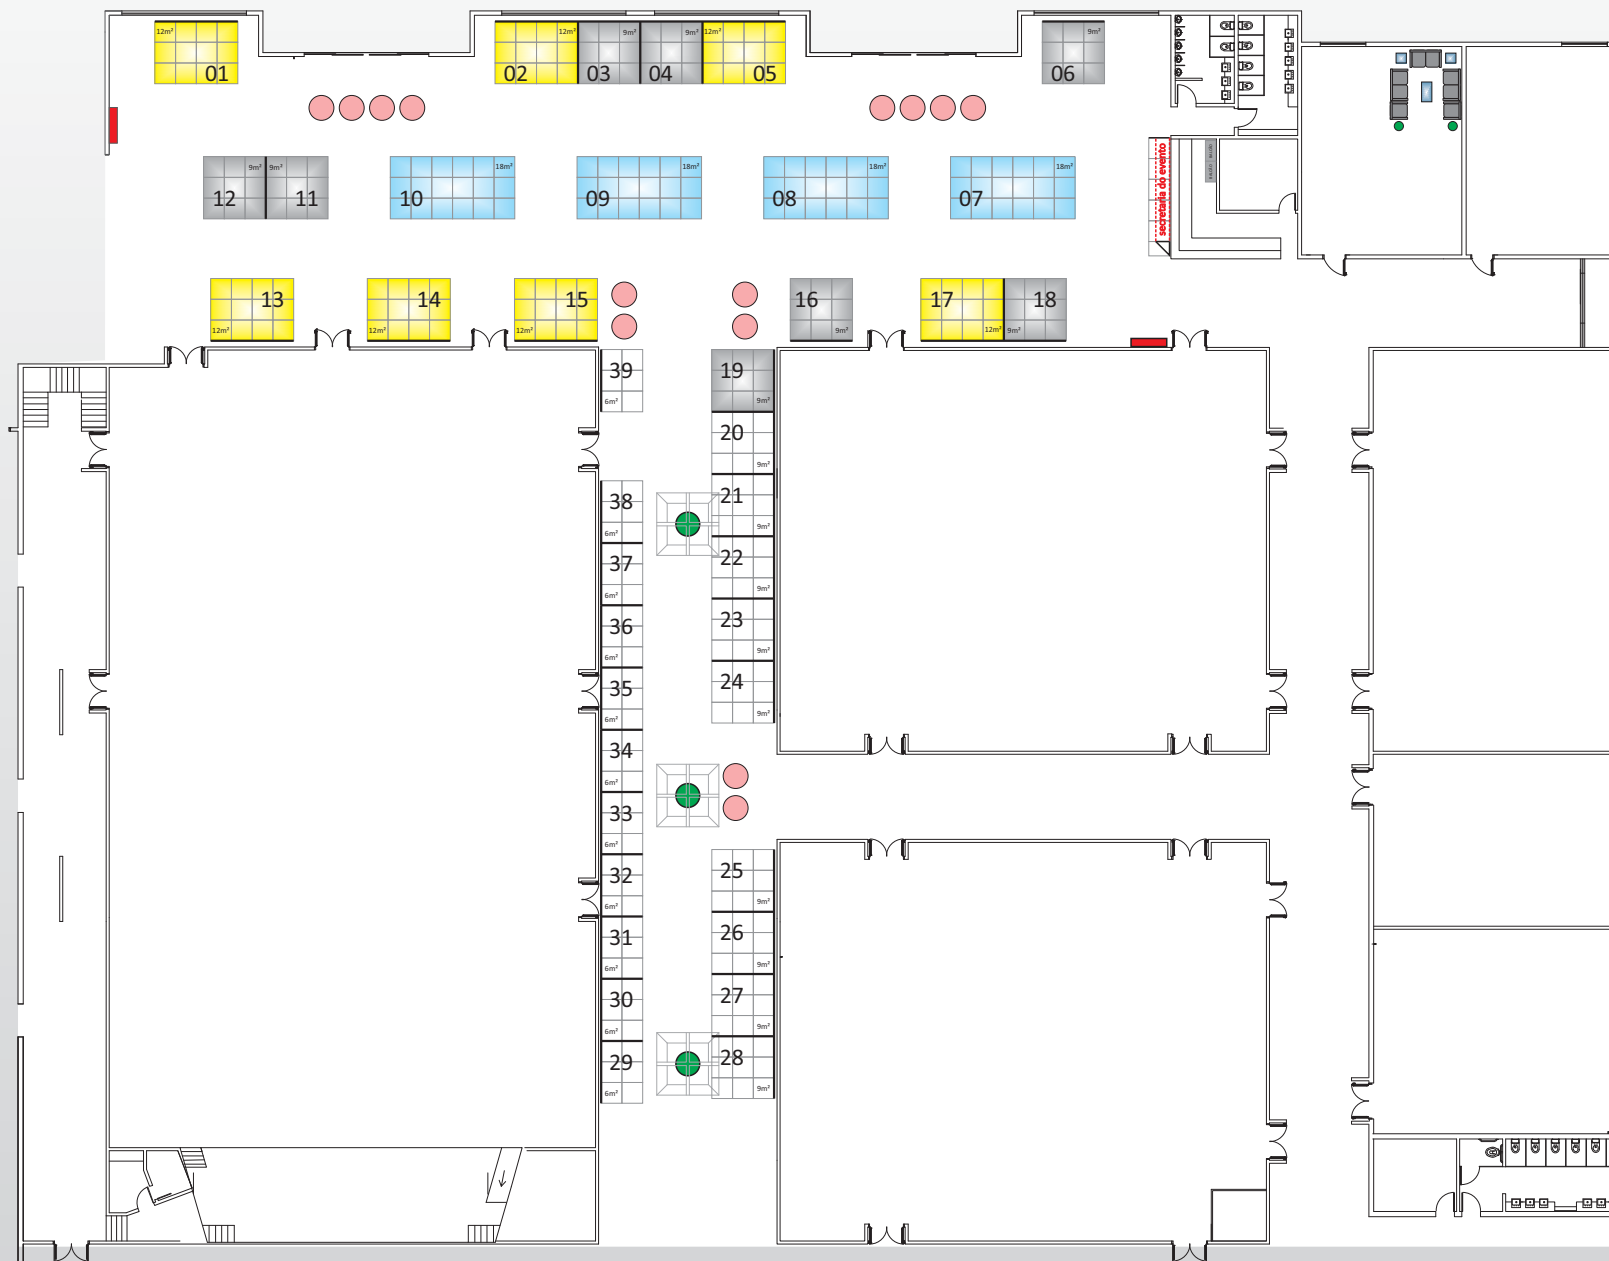 12m²
01
12m²
02
9m²
03
9m²
04
12m²
05
9m²
06
9m²
12
9m²
11
18m²
10
18m²
09
18m²
08
18m²
07
secretaria do evento
balcão
balcão
13
12m²
14
12m²
15
12m²
16
9m²
17
12m²
18
9m²
39
6m²
19
9m²
20
9m²
38
6m²
21
9m²
37
6m²
22
9m²
36
6m²
23
9m²
35
6m²
24
9m²
34
6m²
33
6m²
32
6m²
25
9m²
31
6m²
26
9m²
30
6m²
27
9m²
29
6m²
28
9m²